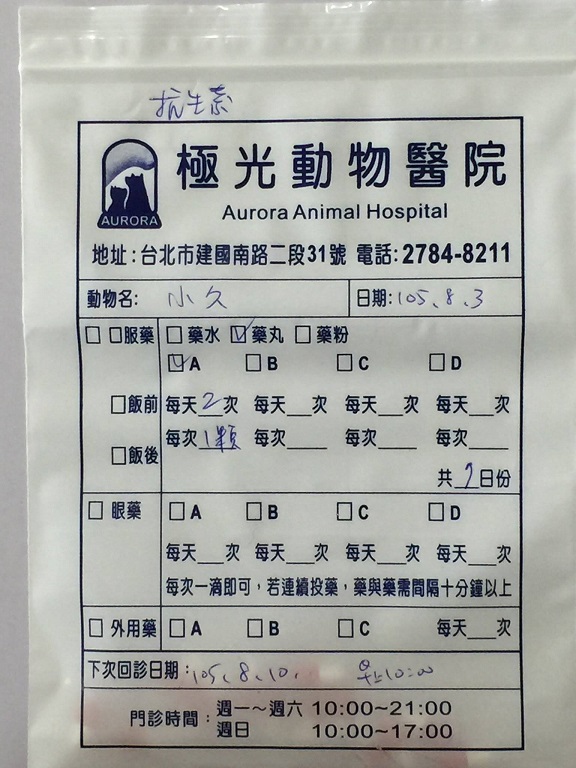 抗生素
極光動物醫院
AURORA
Aurora Animal Hospital
地址:台北市建國南路二段31號 電話:2784-8211
動物名: 小久 日期:105.8.3
口服藥 藥水 藥丸 藥粉
A B C D
飯前 每天2次 每天__次 每天__次 每天__次
每次1顆 每次___ 每次___ 每次___
飯後
共7日份
眼藥 A B C D
每天__次 每天__次 每天__次 每天__次
每次一滴即可,若連續投藥,藥與藥需間隔十分鐘以上
外用藥 A B C 每天__次
下次回診日期:105.8.10. 早上10:00
門診時間:週一~週六 10:00~21:00
週日 10:00~17:00